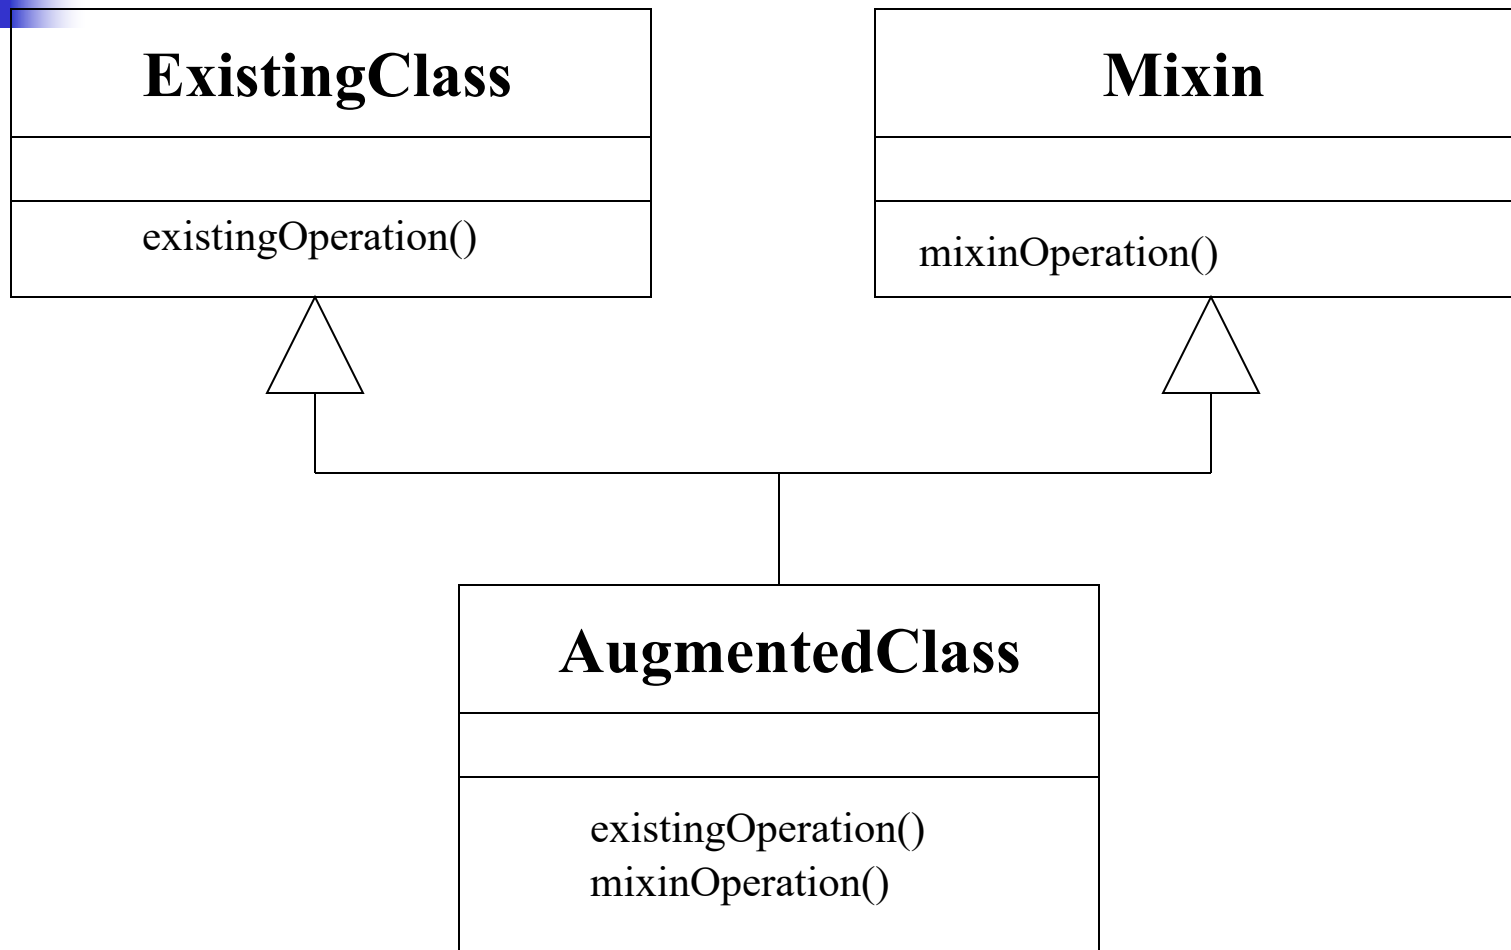 ExistingClass
existingOperation()
Mixin
mixinOperation()
AugmentedClass
existingOperation()
mixinOperation()